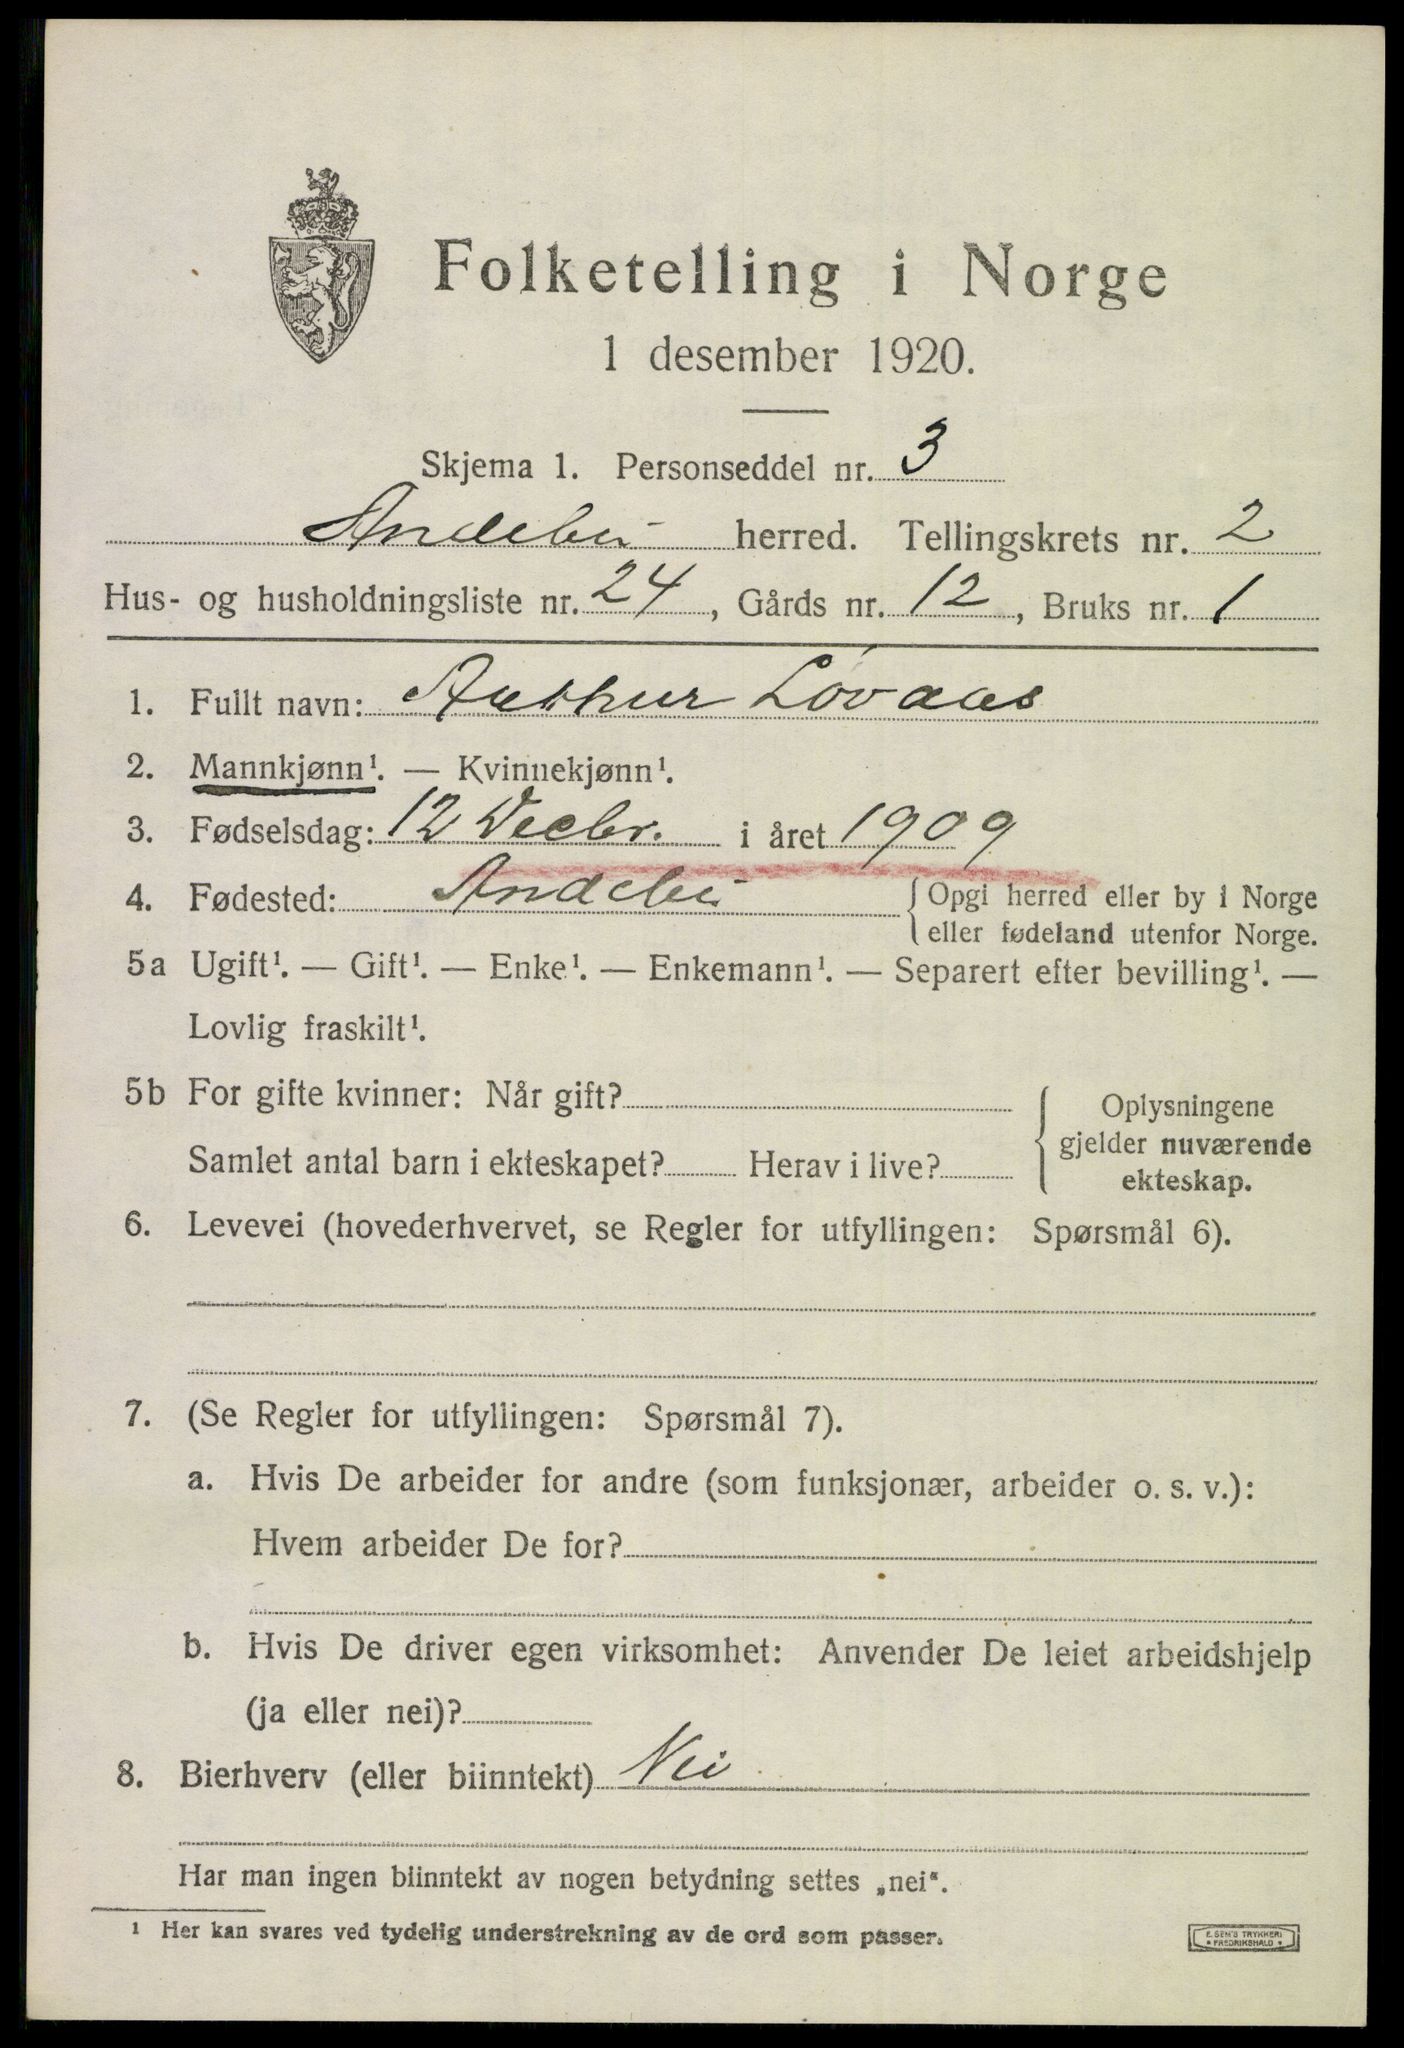 Folketelling i Norge
1 desember 1920.
Skjema 1. Personseddel nr. 3
Andebu herred. Tellingskrets nr. 2
Hus- og husholdningsliste nr. 24, Gårds nr. 12, Bruks nr. 1
1. Fullt navn: Arthur Løvaas
2. Mannkjønn¹. — Kvinnekjønn¹.
3. Fødselsdag: 12 Decbr. i året 1909
4. Fødested: Andebu { Opgi herred eller by i Norge
eller fødeland utenfor Norge.
5a Ugift¹. — Gift¹. — Enke¹. — Enkemann¹. — Separert efter bevilling¹. —
Lovlig fraskilt¹.
5b For gifte kvinner: Når gift?
Samlet antal barn i ekteskapet? Herav i live?
Oplysningene
gjelder nuværende
ekteskap.
6. Levevei (hovederhvervet, se Regler for utfyllingen: Spørsmål 6).
7. (Se Regler for utfyllingen: Spørsmål 7).
a. Hvis De arbeider for andre (som funksjonær, arbeider o. s. v.):
Hvem arbeider De for?
b. Hvis De driver egen virksomhet: Anvender De leiet arbeidshjelp
(ja eller nei)?
8. Bierhverv (eller biinntekt) Nei
Har man ingen biinntekt av nogen betydning settes „nei".
¹ Her kan svares ved tydelig understrekning av de ord som passer.
E. SEM'S TRYKKERI
• FREDRIKSHALD •